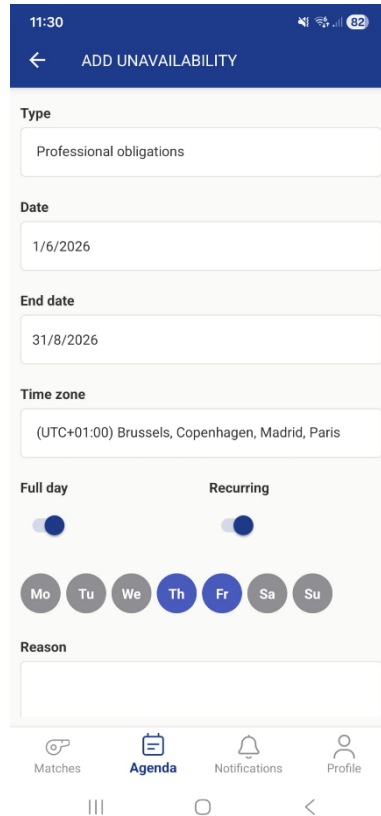 11:30 82
ADD UNAVAILABILITY
Type
Professional obligations
Date
1/6/2026
End date
31/8/2026
Time zone
(UTC+01:00) Brussels, Copenhagen, Madrid, Paris
Full day Recurring
Mo Tu We Th Fr Sa Su
Reason
Matches Agenda Notifications Profile